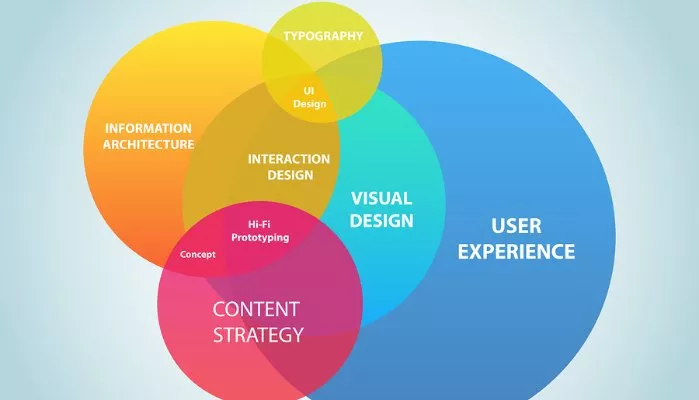 TYPOGRAPHY
UI
Design
INFORMATION
ARCHITECTURE
INTERACTION
DESIGN
VISUAL
DESIGN
USER
EXPERIENCE
Hi-Fi
Prototyping
Concept
CONTENT
STRATEGY